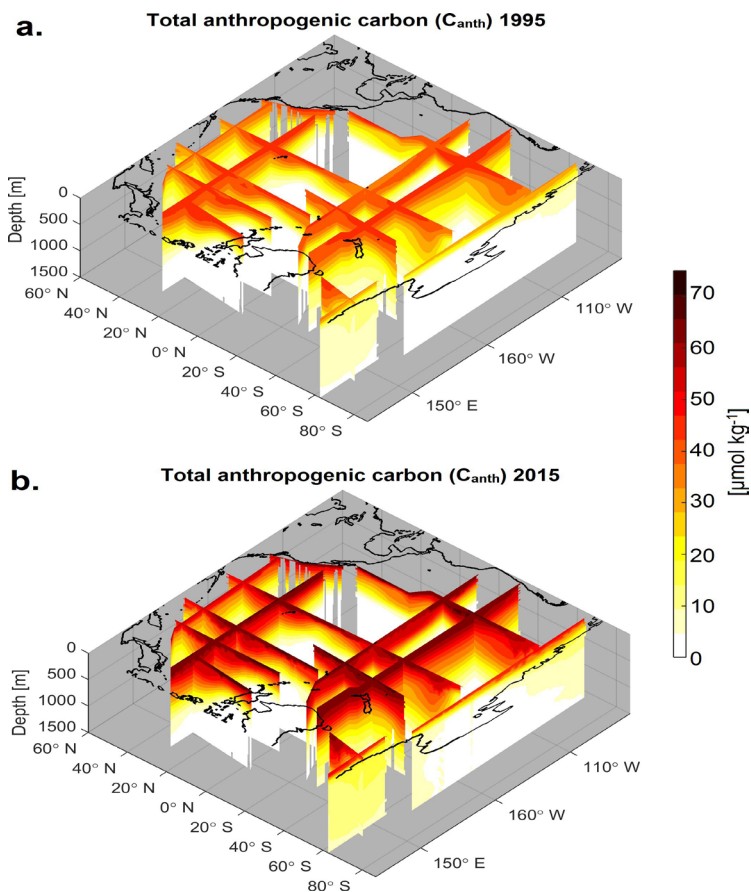 a.
Total anthropogenic carbon (Canth) 1995
Depth [m]
0
500
1000
1500
60° N
40° N
20° N
0° N
20° S
40° S
60° S
80° S
150° E
160° W
110° W
b.
Total anthropogenic carbon (Canth) 2015
Depth [m]
0
500
1000
1500
60° N
40° N
20° N
0° N
20° S
40° S
60° S
80° S
150° E
160° W
110° W
70
60
50
40
30
20
10
0
[µmol kg-1]